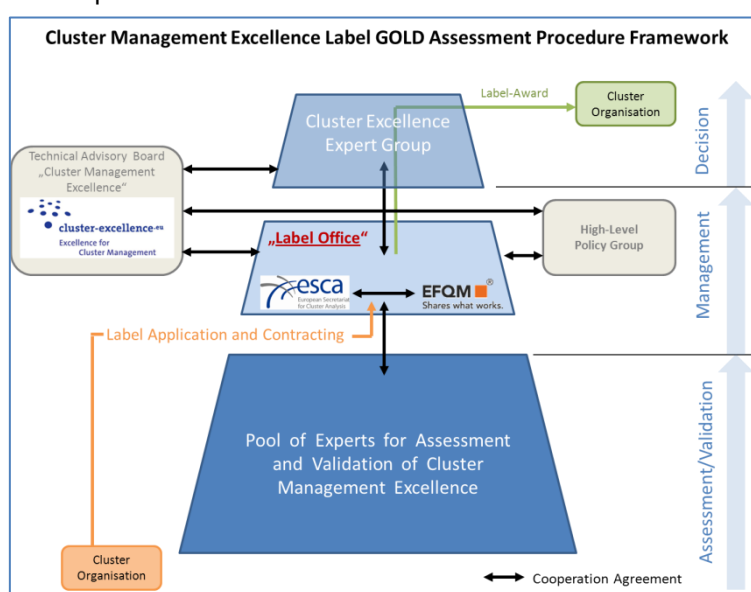 Cluster Management Excellence Label GOLD Assessment Procedure Framework
Label-Award
Cluster
Organisation
Cluster Excellence
Expert Group
Decision
Technical Advisory Board
„Cluster Management
Excellence“
cluster-excellence.eu
Excellence for
Cluster Management
„Label Office“
High-Level
Policy Group
Management
esca
European Secretariat
for Cluster Analysis
EFQM®
Shares what works.
Label Application and Contracting
Pool of Experts for Assessment
and Validation of Cluster
Management Excellence
Assessment/Validation
Cluster
Organisation
Cooperation Agreement